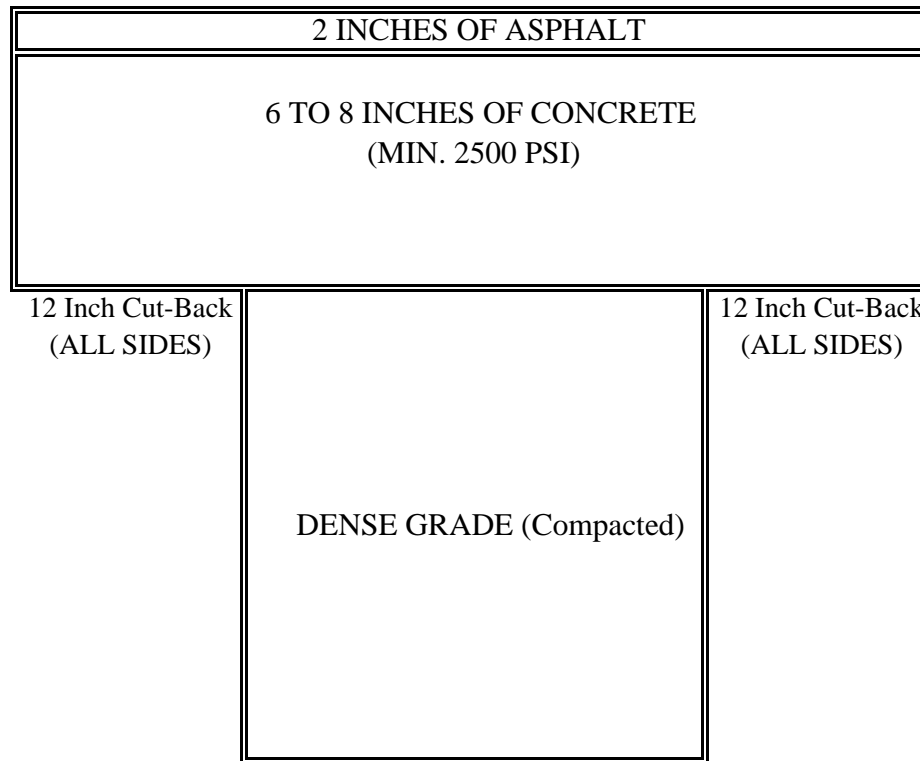 2 INCHES OF ASPHALT
6 TO 8 INCHES OF CONCRETE
(MIN. 2500 PSI)
12 Inch Cut-Back
(ALL SIDES)
12 Inch Cut-Back
(ALL SIDES)
DENSE GRADE (Compacted)